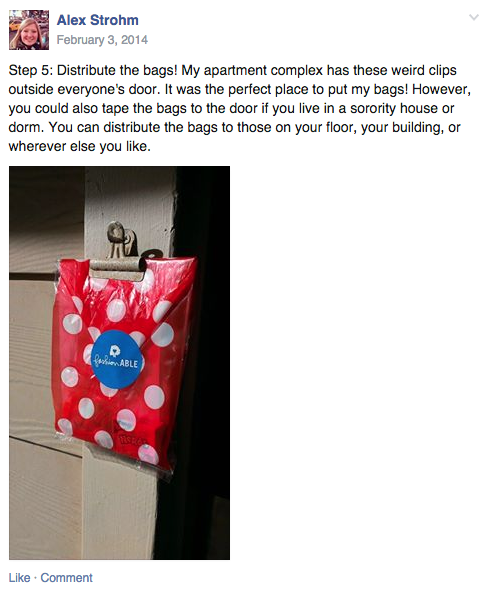 Alex Strohm
February 3, 2014
Step 5: Distribute the bags! My apartment complex has these weird clips
outside everyone's door. It was the perfect place to put my bags! However,
you could also tape the bags to the door if you live in a sorority house or
dorm. You can distribute the bags to those on your floor, your building, or
wherever else you like.
fashionABLE
Like · Comment